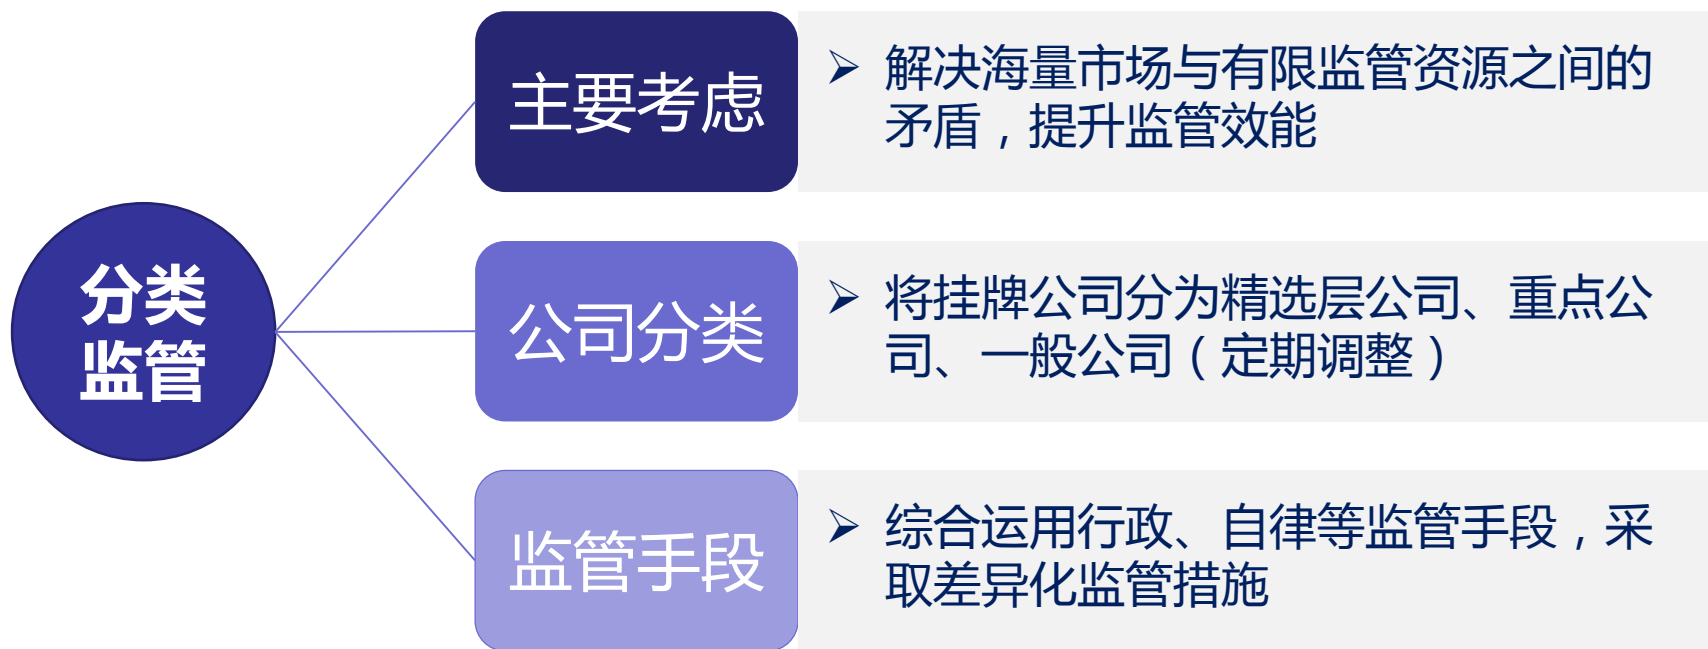 分类
监管
主要考虑
➢ 解决海量市场与有限监管资源之间的
矛盾，提升监管效能
公司分类
➢ 将挂牌公司分为精选层公司、重点公
司、一般公司（定期调整）
监管手段
➢ 综合运用行政、自律等监管手段，采
取差异化监管措施